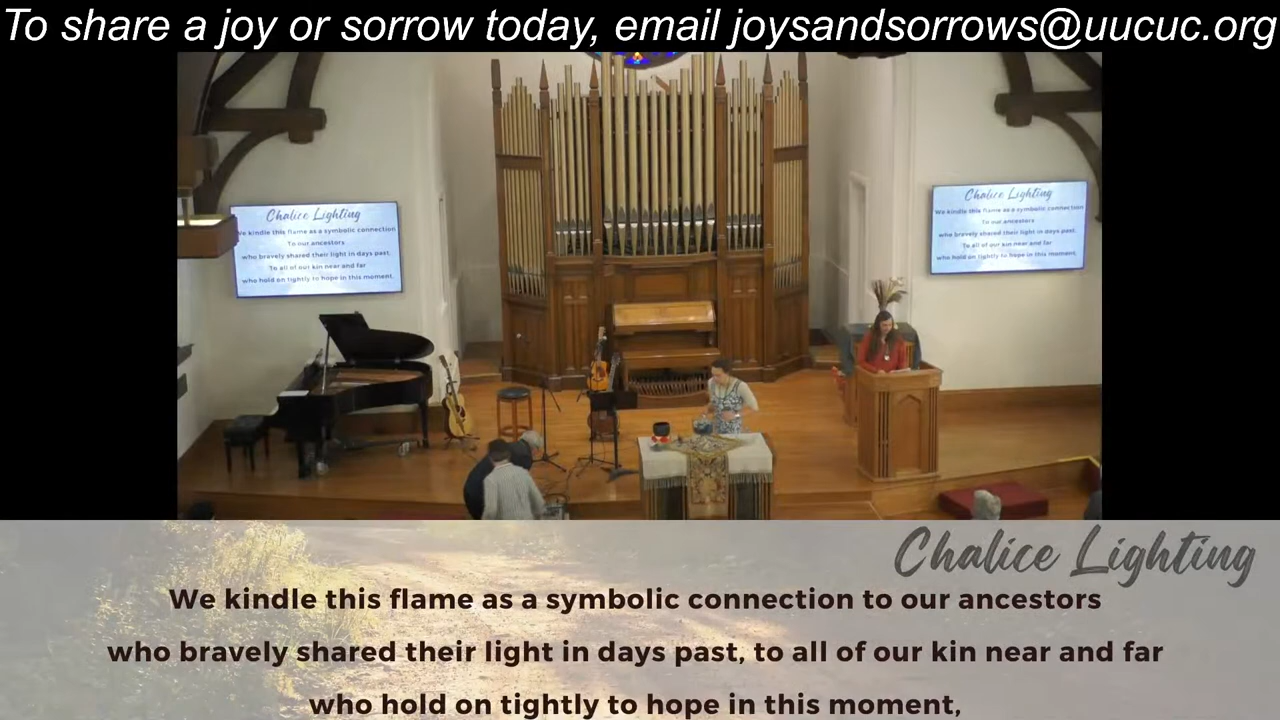 To share a joy or sorrow today, email joysandsorrows@uucuc.org
Chalice Lighting
We kindle this flame as a symbolic connection
To our ancestors
who bravely shared their light in days past,
To all of our kin near and far
who hold on tightly to hope in this moment,
Chalice Lighting
We kindle this flame as a symbolic connection
To our ancestors
who bravely shared their light in days past,
To all of our kin near and far
who hold on tightly to hope in this moment,
Chalice Lighting
We kindle this flame as a symbolic connection to our ancestors
who bravely shared their light in days past, to all of our kin near and far
who hold on tightly to hope in this moment,